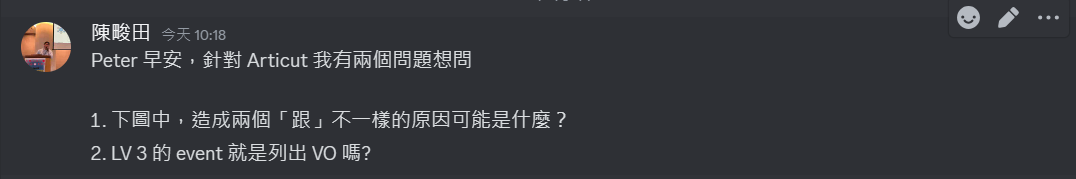 陳畯田 今天 10:18
Peter 早安，針對 Articut 我有兩個問題想問
1. 下圖中，造成兩個「跟」不一樣的原因可能是什麼？
2. LV 3 的 event 就是列出 VO 嗎?